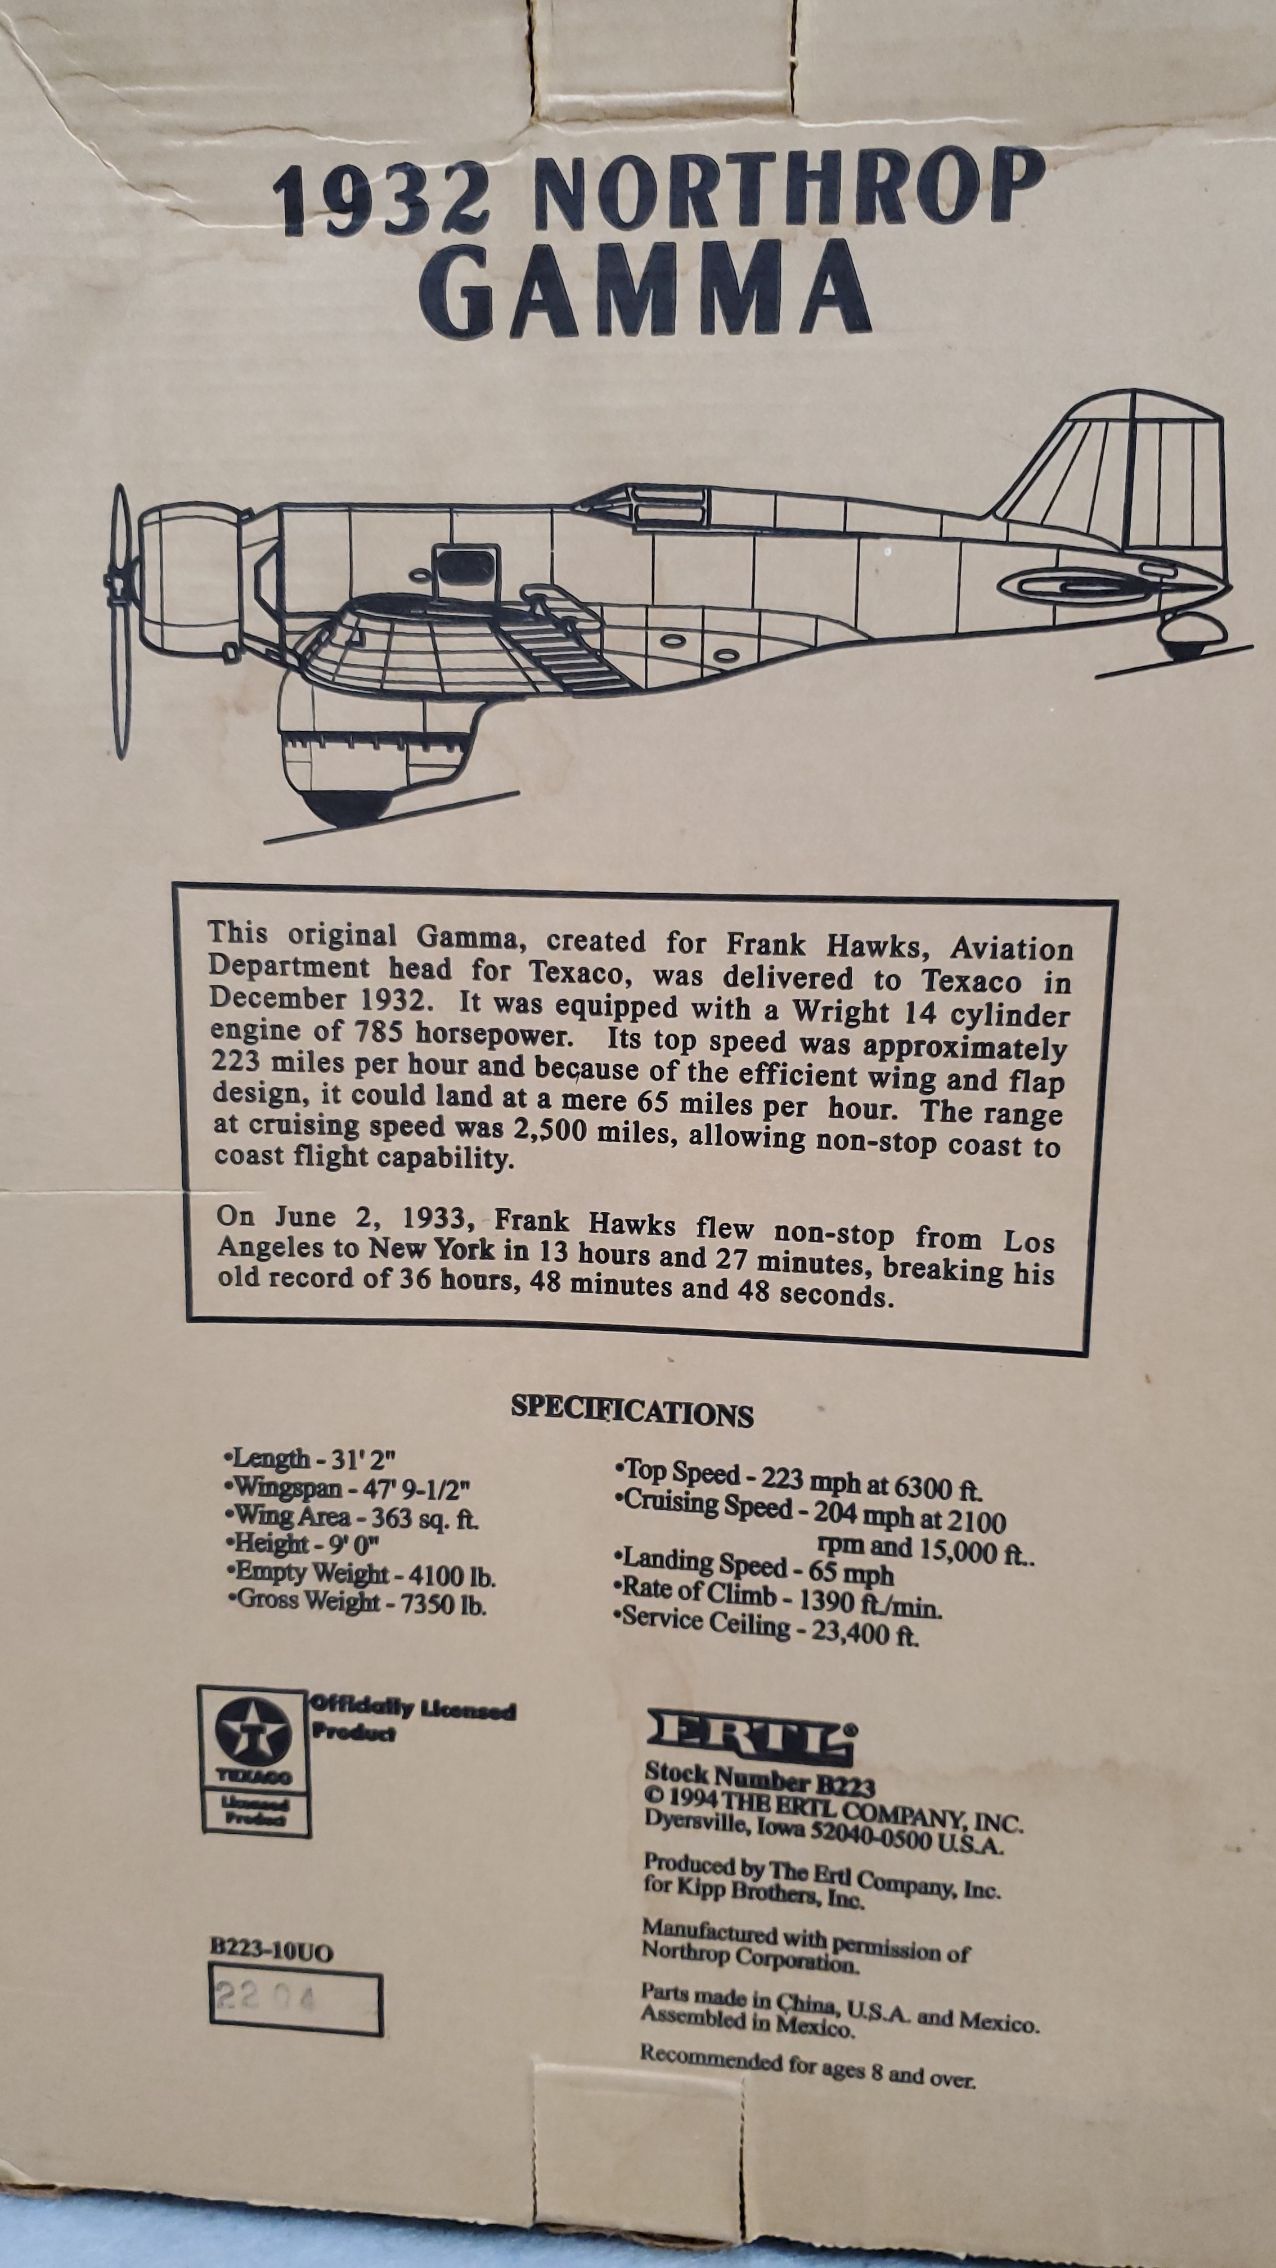 1932 NORTHROP
GAMMA
This original Gamma, created for Frank Hawks, Aviation
Department head for Texaco, was delivered to Texaco in
December 1932. It was equipped with a Wright 14 cylinder
engine of 785 horsepower. Its top speed was approximately
223 miles per hour and because of the efficient wing and flap
design, it could land at a mere 65 miles per hour. The range
at cruising speed was 2,500 miles, allowing non-stop coast to
coast flight capability.
On June 2, 1933, Frank Hawks flew non-stop from Los
Angeles to New York in 13 hours and 27 minutes, breaking his
old record of 36 hours, 48 minutes and 48 seconds.
SPECIFICATIONS
•Length - 31' 2"
•Wingspan - 47' 9-1/2"
•Wing Area - 363 sq. ft.
•Height - 9' 0"
•Empty Weight - 4100 lb.
•Gross Weight - 7350 lb.
•Top Speed - 223 mph at 6300 ft.
•Cruising Speed - 204 mph at 2100
rpm and 15,000 ft..
•Landing Speed - 65 mph
•Rate of Climb - 1390 ft./min.
•Service Ceiling - 23,400 ft.
T
TEXACO
Licensed
Product
Officially Licensed
Product
B223-10UO
2204
ERTL®
Stock Number B223
© 1994 THE ERTL COMPANY, INC.
Dyersville, Iowa 52040-0500 U.S.A.
Produced by The Ertl Company, Inc.
for Kipp Brothers, Inc.
Manufactured with permission of
Northrop Corporation.
Parts made in China, U.S.A. and Mexico.
Assembled in Mexico.
Recommended for ages 8 and over.